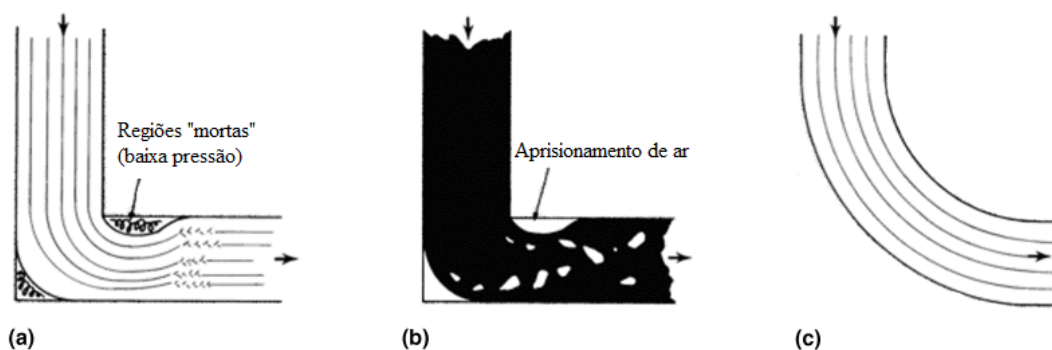 Regiões "mortas"
(baixa pressão)
Aprisionamento de ar
(a)
(b)
(c)